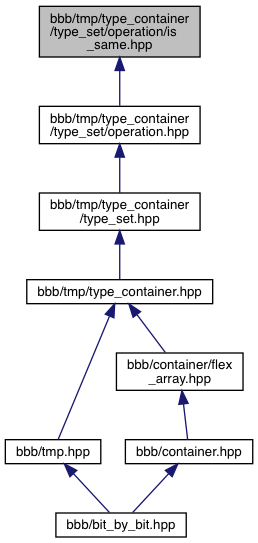 bbb/tmp/type_container
/type_set/operation/is
_same.hpp
bbb/tmp/type_container
/type_set/operation.hpp
bbb/tmp/type_container
/type_set.hpp
bbb/tmp/type_container.hpp
bbb/container/flex
_array.hpp
bbb/tmp.hpp
bbb/container.hpp
bbb/bit_by_bit.hpp